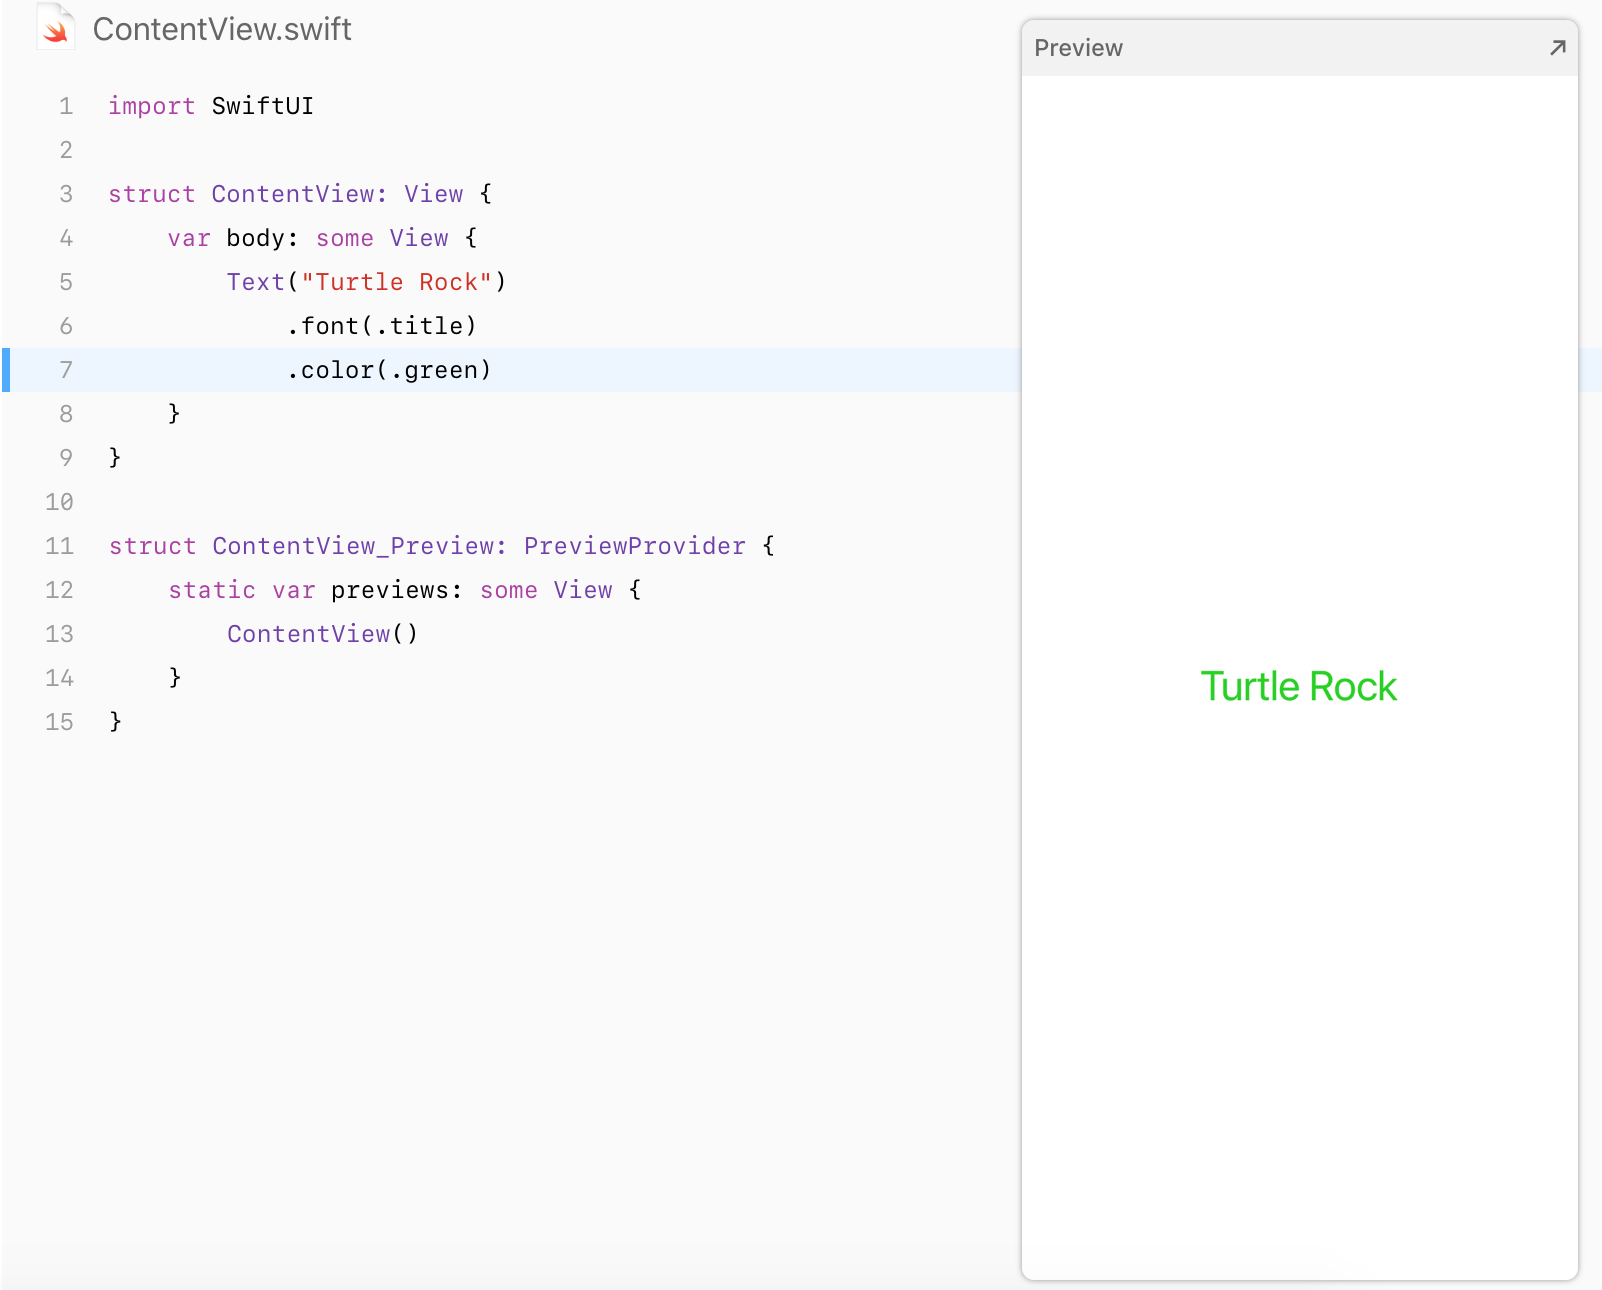 ContentView.swift
1 import SwiftUI
2
3 struct ContentView: View {
4     var body: some View {
5         Text("Turtle Rock")
6             .font(.title)
7             .color(.green)
8     }
9 }
10
11 struct ContentView_Preview: PreviewProvider {
12     static var previews: some View {
13         ContentView()
14     }
15 }
Preview
Turtle Rock